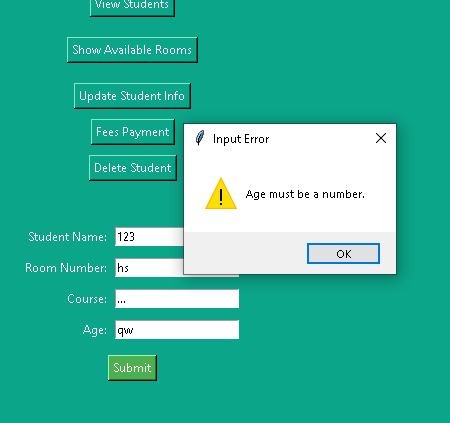 View Students
Show Available Rooms
Update Student Info
Fees Payment
Delete Student
Input Error
Age must be a number.
OK
Student Name: 123
Room Number: hs
Course: ...
Age: qw
Submit